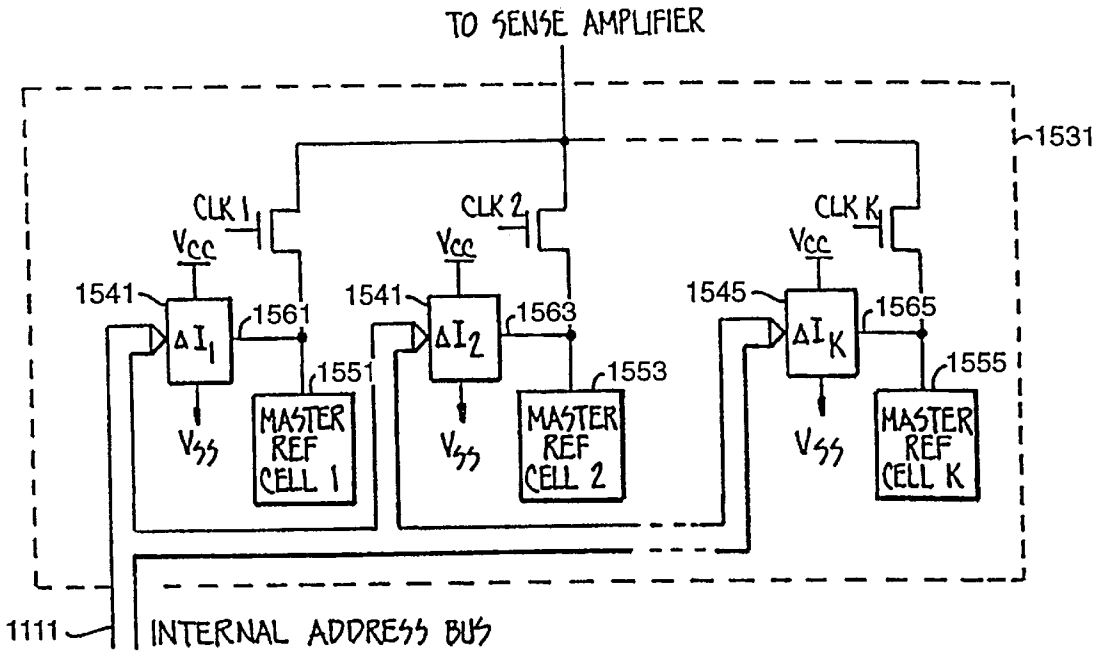 TO SENSE AMPLIFIER
1531
CLK 1
CLK 2
CLK K
VCC
VCC
VCC
1541
1541
1545
1561
1563
1565
ΔI1
ΔI2
ΔIK
1551
1553
1555
VSS
VSS
VSS
MASTER
REF
CELL 1
MASTER
REF
CELL 2
MASTER
REF
CELL K
1111
INTERNAL ADDRESS BUS